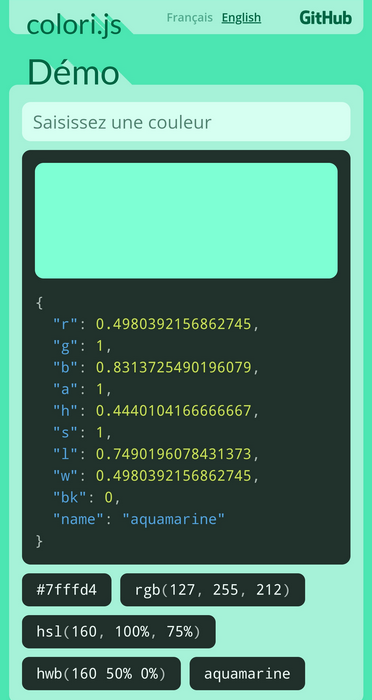 colori.js
Français English GitHub
Démo
Saisissez une couleur
{
"r": 0.4980392156862745,
"g": 1,
"b": 0.8313725490196079,
"a": 1,
"h": 0.4440104166666667,
"s": 1,
"l": 0.7490196078431373,
"w": 0.4980392156862745,
"bk": 0,
"name": "aquamarine"
}
#7fffd4 rgb(127, 255, 212)
hsl(160, 100%, 75%)
hwb(160 50% 0%) aquamarine